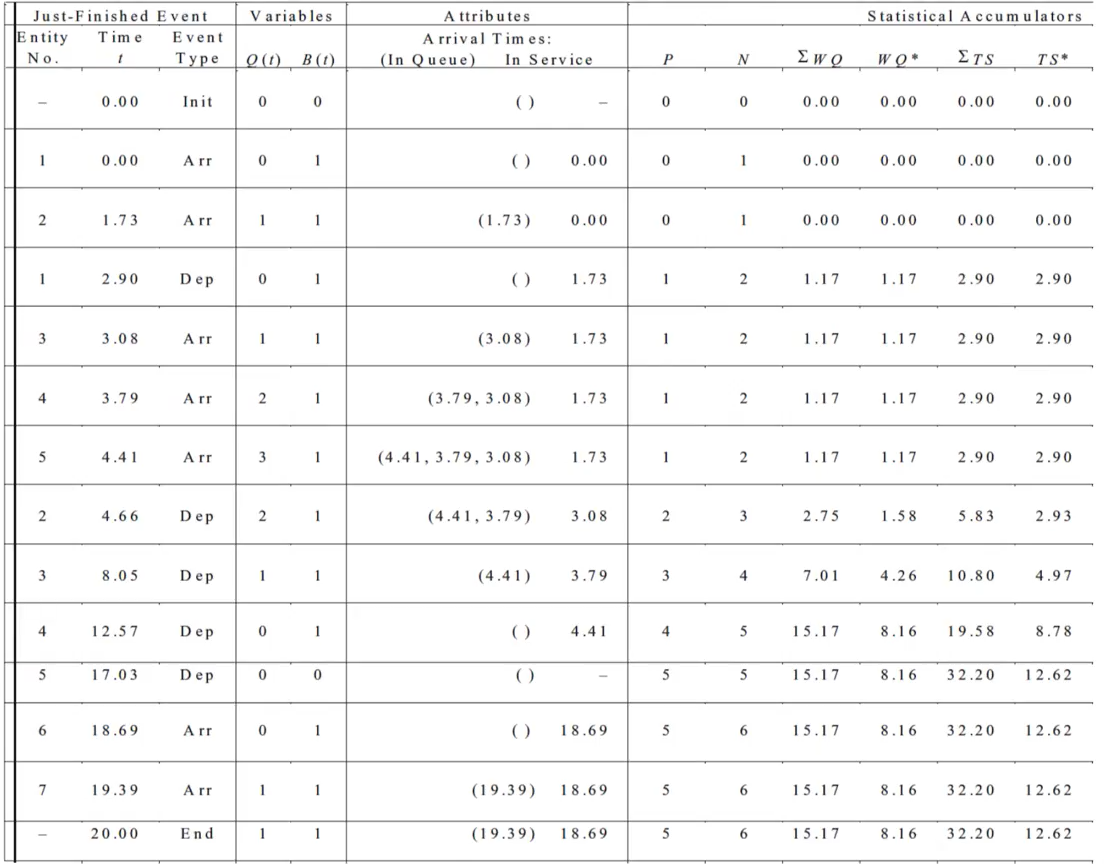 Just-Finished Event Variables Attributes Statistical Accumulators
Entity Time Event Arrival Times:
No. t Type Q(t) B(t) (In Queue) In Service P N ΣWQ WQ* ΣTS TS*
– 0.00 Init 0 0 ( ) – 0 0 0.00 0.00 0.00 0.00
1 0.00 Arr 0 1 ( ) 0.00 0 1 0.00 0.00 0.00 0.00
2 1.73 Arr 1 1 (1.73) 0.00 0 1 0.00 0.00 0.00 0.00
1 2.90 Dep 0 1 ( ) 1.73 1 2 1.17 1.17 2.90 2.90
3 3.08 Arr 1 1 (3.08) 1.73 1 2 1.17 1.17 2.90 2.90
4 3.79 Arr 2 1 (3.79, 3.08) 1.73 1 2 1.17 1.17 2.90 2.90
5 4.41 Arr 3 1 (4.41, 3.79, 3.08) 1.73 1 2 1.17 1.17 2.90 2.90
2 4.66 Dep 2 1 (4.41, 3.79) 3.08 2 3 2.75 1.58 5.83 2.93
3 8.05 Dep 1 1 (4.41) 3.79 3 4 7.01 4.26 10.80 4.97
4 12.57 Dep 0 1 ( ) 4.41 4 5 15.17 8.16 19.58 8.78
5 17.03 Dep 0 0 ( ) – 5 5 15.17 8.16 32.20 12.62
6 18.69 Arr 0 1 ( ) 18.69 5 6 15.17 8.16 32.20 12.62
7 19.39 Arr 1 1 (19.39) 18.69 5 6 15.17 8.16 32.20 12.62
– 20.00 End 1 1 (19.39) 18.69 5 6 15.17 8.16 32.20 12.62